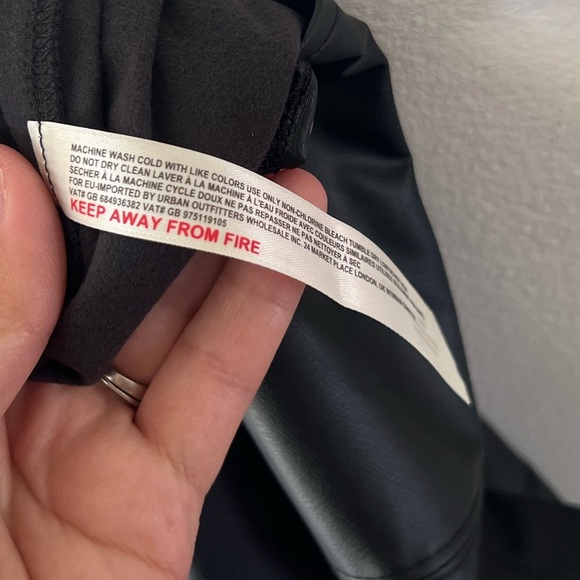 MACHINE WASH COLD WITH LIKE COLORS USE ONLY NON-CHLORINE BLEACH TUMBLE DRY LOW
DO NOT DRY CLEAN LAVER À LA MACHINE À L'EAU FROIDE AVEC COULEURS SIMILAIRES
SECHER À LA MACHINE CYCLE DOUX NE PAS REPASSER NE PAS NETTOYER À SEC
FOR EU-IMPORTED BY URBAN OUTFITTERS WHOLESALE INC. 24 MARKET PLACE LONDON, UK
VAT# GB 684936382 VAT# GB 975119105
KEEP AWAY FROM FIRE